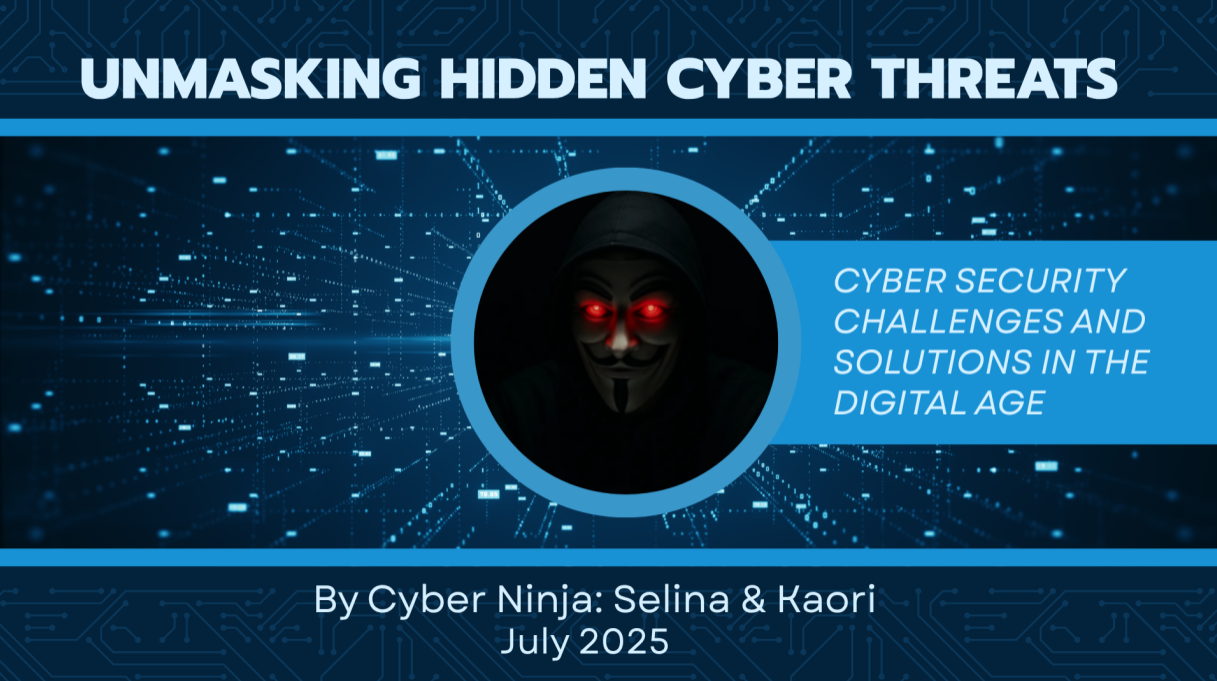 UNMASKING HIDDEN CYBER THREATS
CYBER SECURITY
CHALLENGES AND
SOLUTIONS IN THE
DIGITAL AGE
By Cyber Ninja: Selina & Kaori
July 2025